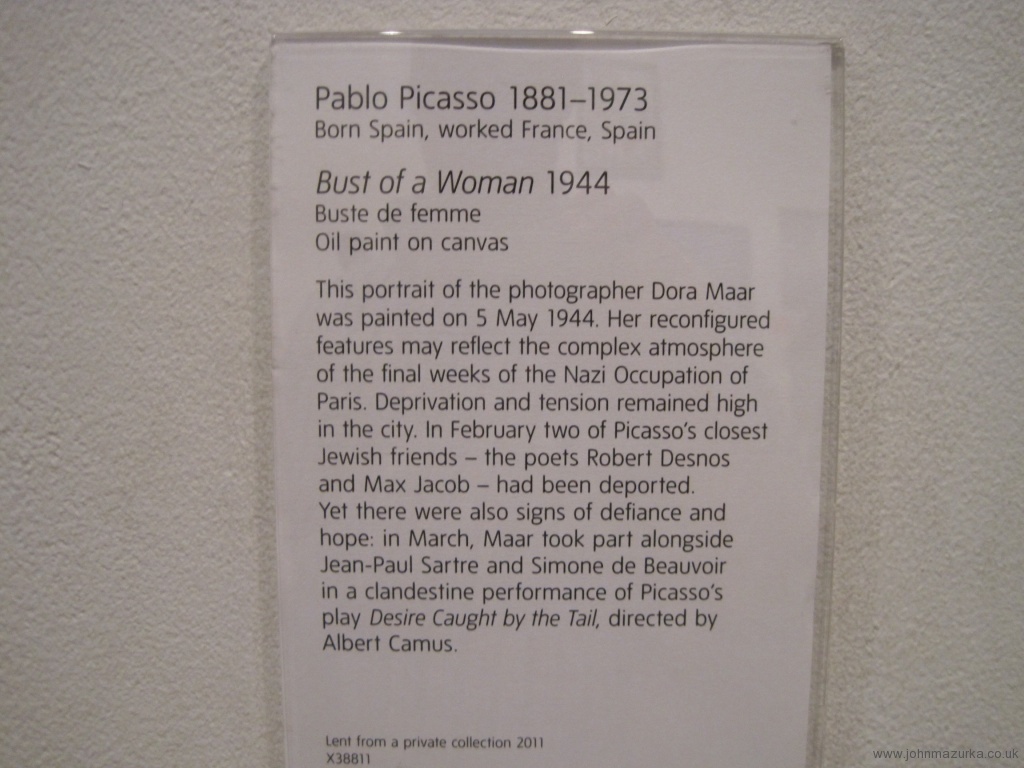 Pablo Picasso 1881–1973
Born Spain, worked France, Spain
Bust of a Woman 1944
Buste de femme
Oil paint on canvas
This portrait of the photographer Dora Maar
was painted on 5 May 1944. Her reconfigured
features may reflect the complex atmosphere
of the final weeks of the Nazi Occupation of
Paris. Deprivation and tension remained high
in the city. In February two of Picasso's closest
Jewish friends – the poets Robert Desnos
and Max Jacob – had been deported.
Yet there were also signs of defiance and
hope: in March, Maar took part alongside
Jean-Paul Sartre and Simone de Beauvoir
in a clandestine performance of Picasso's
play Desire Caught by the Tail, directed by
Albert Camus.
Lent from a private collection 2011
X38811
www.johnmazurka.co.uk